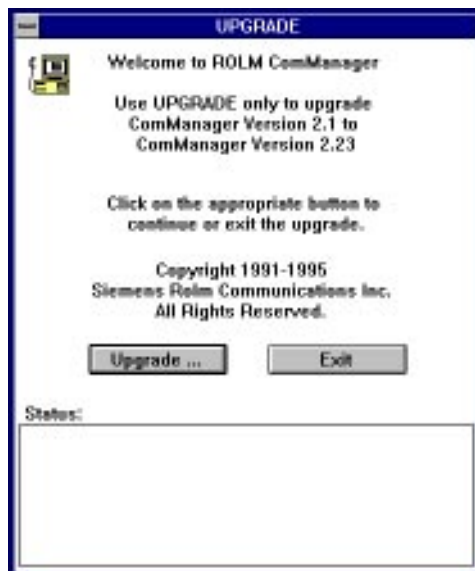 UPGRADE
Welcome to ROLM ComManager
Use UPGRADE only to upgrade
ComManager Version 2.1 to
ComManager Version 2.23
Click on the appropriate button to
continue or exit the upgrade.
Copyright 1991-1995
Siemens Rolm Communications Inc.
All Rights Reserved.
Upgrade ... Exit
Status: